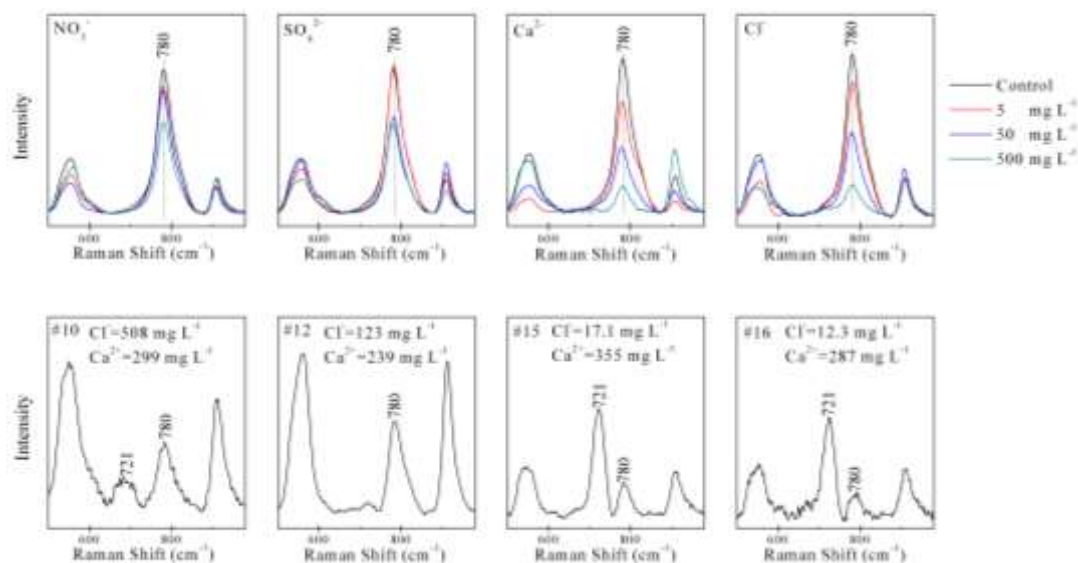 NO₃⁻
SO₄²⁻
Ca²⁻
Cl⁻
780
780
780
780
Control
5 mg L⁻¹
50 mg L⁻¹
500 mg L⁻¹
Intensity
600 800
600 800
600 800
600 800
Raman Shift (cm⁻¹)
Raman Shift (cm⁻¹)
Raman Shift (cm⁻¹)
Raman Shift (cm⁻¹)
#10 Cl⁻=508 mg L⁻¹
Ca²⁺=299 mg L⁻¹
#12 Cl⁻=123 mg L⁻¹
Ca²⁺=239 mg L⁻¹
#15 Cl⁻=17.1 mg L⁻¹
Ca²⁺=355 mg L⁻¹
#16 Cl⁻=12.3 mg L⁻¹
Ca²⁺=287 mg L⁻¹
721
780
780
721
780
721
780
Intensity
600 800
600 800
600 800
600 800
Raman Shift (cm⁻¹)
Raman Shift (cm⁻¹)
Raman Shift (cm⁻¹)
Raman Shift (cm⁻¹)